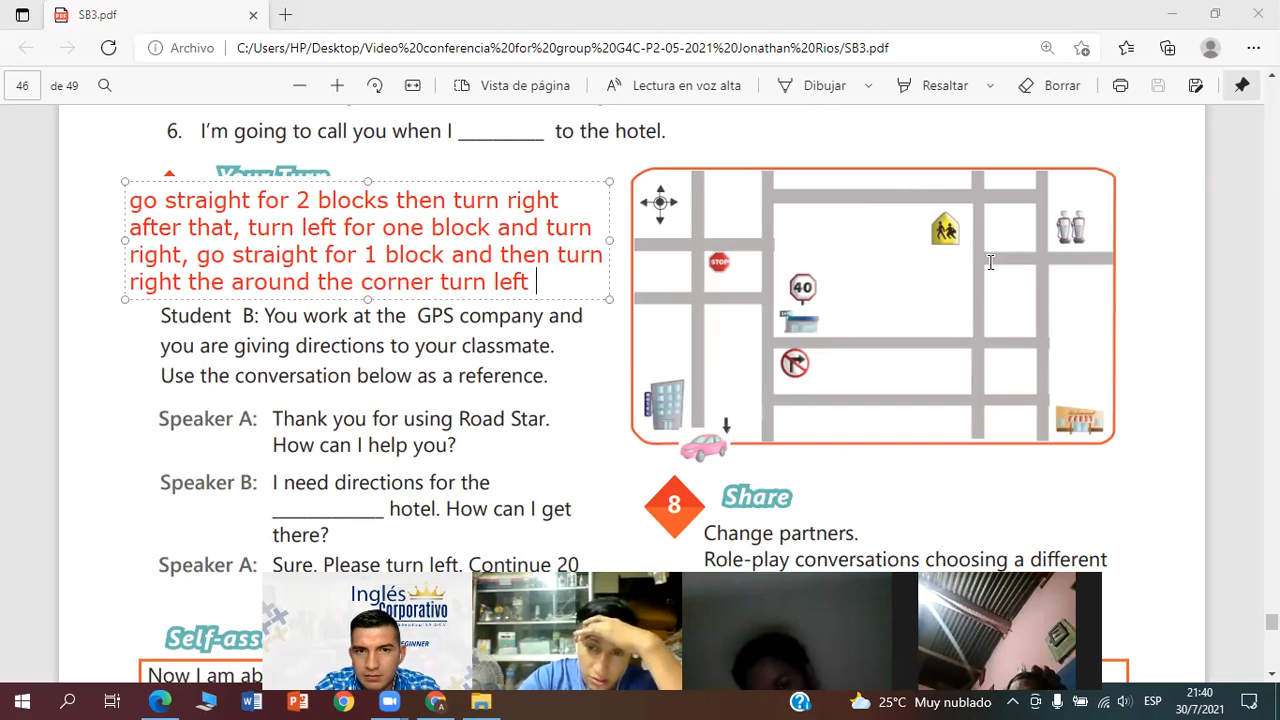 SB3.pdf
Archivo
C:/Users/HP/Desktop/Video%20conferencia%20for%20group%20G4C-P2-05-2021%20Jonathan%20Rios/SB3.pdf
46 de 49
Vista de página
Lectura en voz alta
Dibujar
Resaltar
Borrar
6. I'm going to call you when I __________ to the hotel.
Your Turn
go straight for 2 blocks then turn right
after that, turn left for one block and turn
right, go straight for 1 block and then turn
right the around the corner turn left
Student B: You work at the GPS company and
you are giving directions to your classmate.
Use the conversation below as a reference.
Speaker A: Thank you for using Road Star.
How can I help you?
Speaker B: I need directions for the
_____________ hotel. How can I get
there?
Speaker A: Sure. Please turn left. Continue 20
Self-ass
Now I am ab
STOP
40
8 Share
Change partners.
Role-play conversations choosing a different
Inglés
Corporativo
ESP
25°C Muy nublado
21:40
30/7/2021